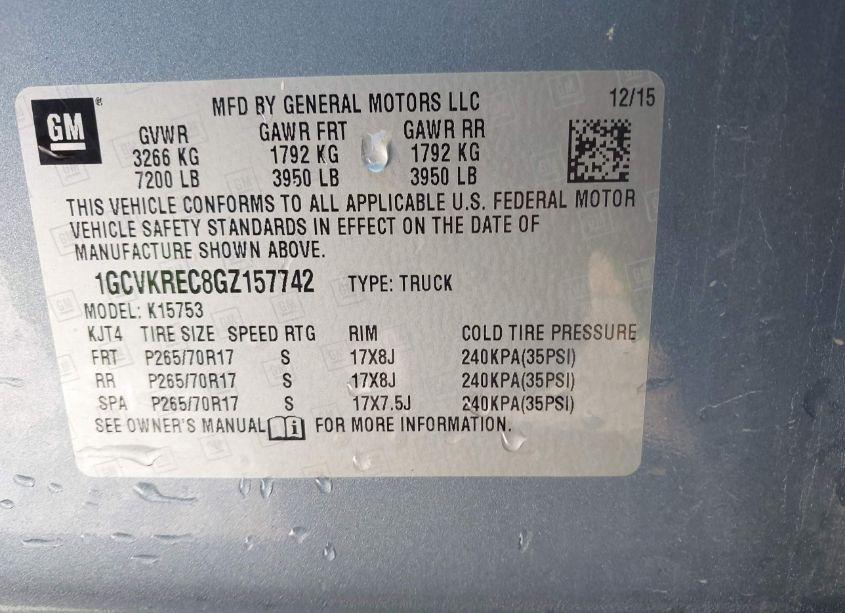 GM
MFD BY GENERAL MOTORS LLC 12/15
GVWR GAWR FRT GAWR RR
3266 KG 1792 KG 1792 KG
7200 LB 3950 LB 3950 LB
THIS VEHICLE CONFORMS TO ALL APPLICABLE U.S. FEDERAL MOTOR
VEHICLE SAFETY STANDARDS IN EFFECT ON THE DATE OF
MANUFACTURE SHOWN ABOVE.
1GCVKREC8GZ157742 TYPE: TRUCK
MODEL: K15753
KJT4 TIRE SIZE SPEED RTG RIM COLD TIRE PRESSURE
FRT P265/70R17 S 17X8J 240KPA(35PSI)
RR P265/70R17 S 17X8J 240KPA(35PSI)
SPA P265/70R17 S 17X7.5J 240KPA(35PSI)
SEE OWNER'S MANUAL i FOR MORE INFORMATION.